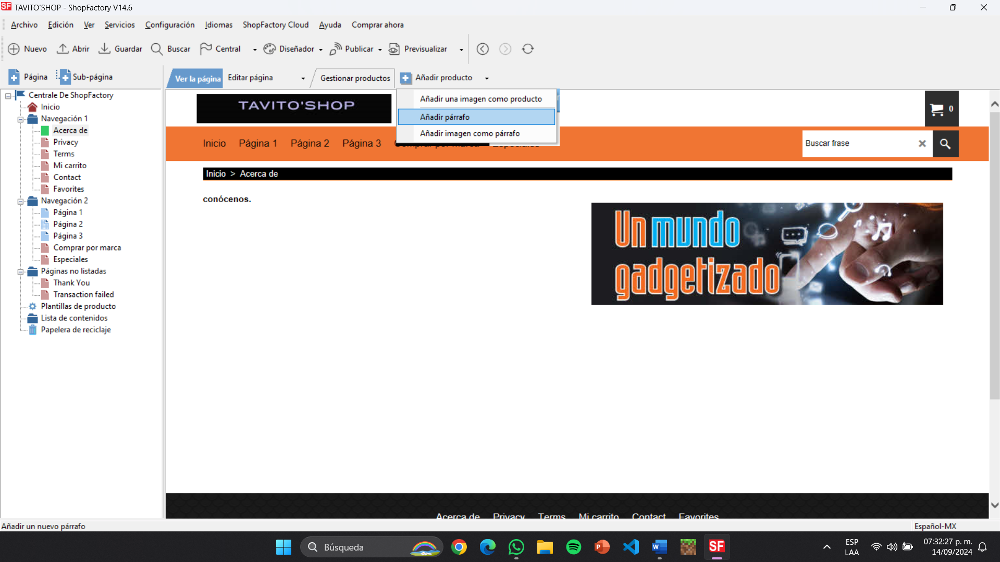 SF TAVITO'SHOP - ShopFactory V14.6
Archivo Edición Ver Servicios Configuración Idiomas ShopFactory Cloud Ayuda Comprar ahora
Nuevo Abrir Guardar Buscar Central Diseñador Publicar Previsualizar
Página Sub-página
Ver la página Editar página Gestionar productos Añadir producto
Centrale De ShopFactory
Inicio
Navegación 1
Acerca de
Privacy
Terms
Mi carrito
Contact
Favorites
Navegación 2
Página 1
Página 2
Página 3
Comprar por marca
Especiales
Páginas no listadas
Thank You
Transaction failed
Plantillas de producto
Lista de contenidos
Papelera de reciclaje
TAVITO'SHOP
Añadir una imagen como producto
Añadir párrafo
Añadir imagen como párrafo
0
Inicio Página 1 Página 2 Página 3 Comprar por marca Especiales
Buscar frase
Inicio > Acerca de
conócenos.
Un mundo
gadgetizado
Acerca de Privacy Terms Mi carrito Contact Favorites
Añadir un nuevo párrafo
Español-MX
Búsqueda
P
W
SF
ESP
LAA
07:32:27 p. m.
14/09/2024